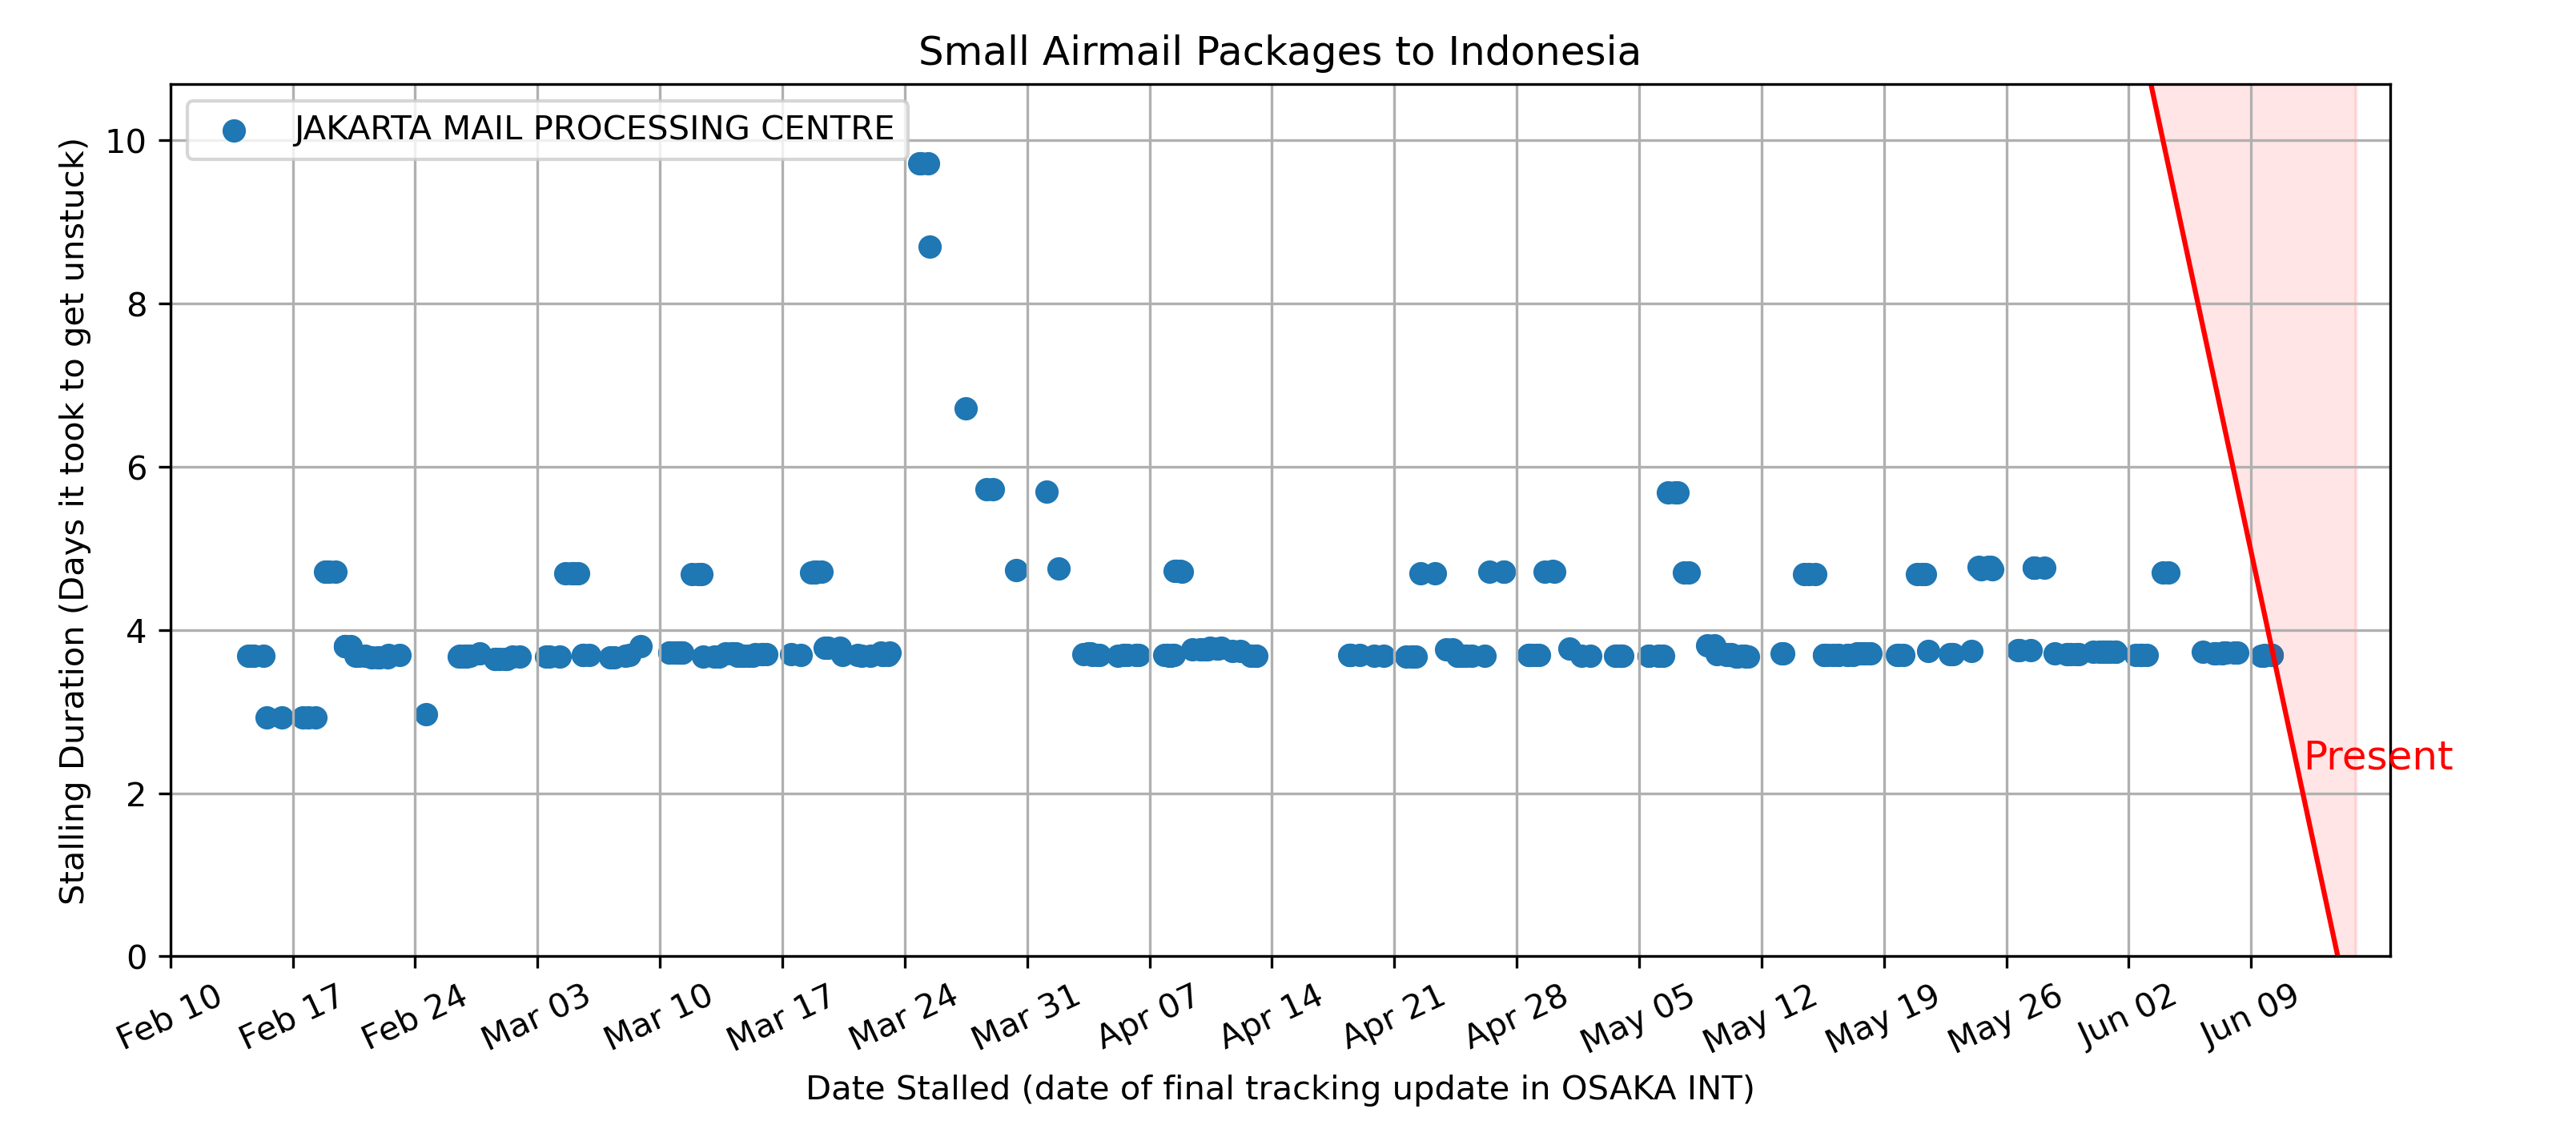 Small Airmail Packages to Indonesia
JAKARTA MAIL PROCESSING CENTRE
Stalling Duration (Days it took to get unstuck)
10
8
6
4
2
0
Present
Feb 10
Feb 17
Feb 24
Mar 03
Mar 10
Mar 17
Mar 24
Mar 31
Apr 07
Apr 14
Apr 21
Apr 28
May 05
May 12
May 19
May 26
Jun 02
Jun 09
Date Stalled (date of final tracking update in OSAKA INT)